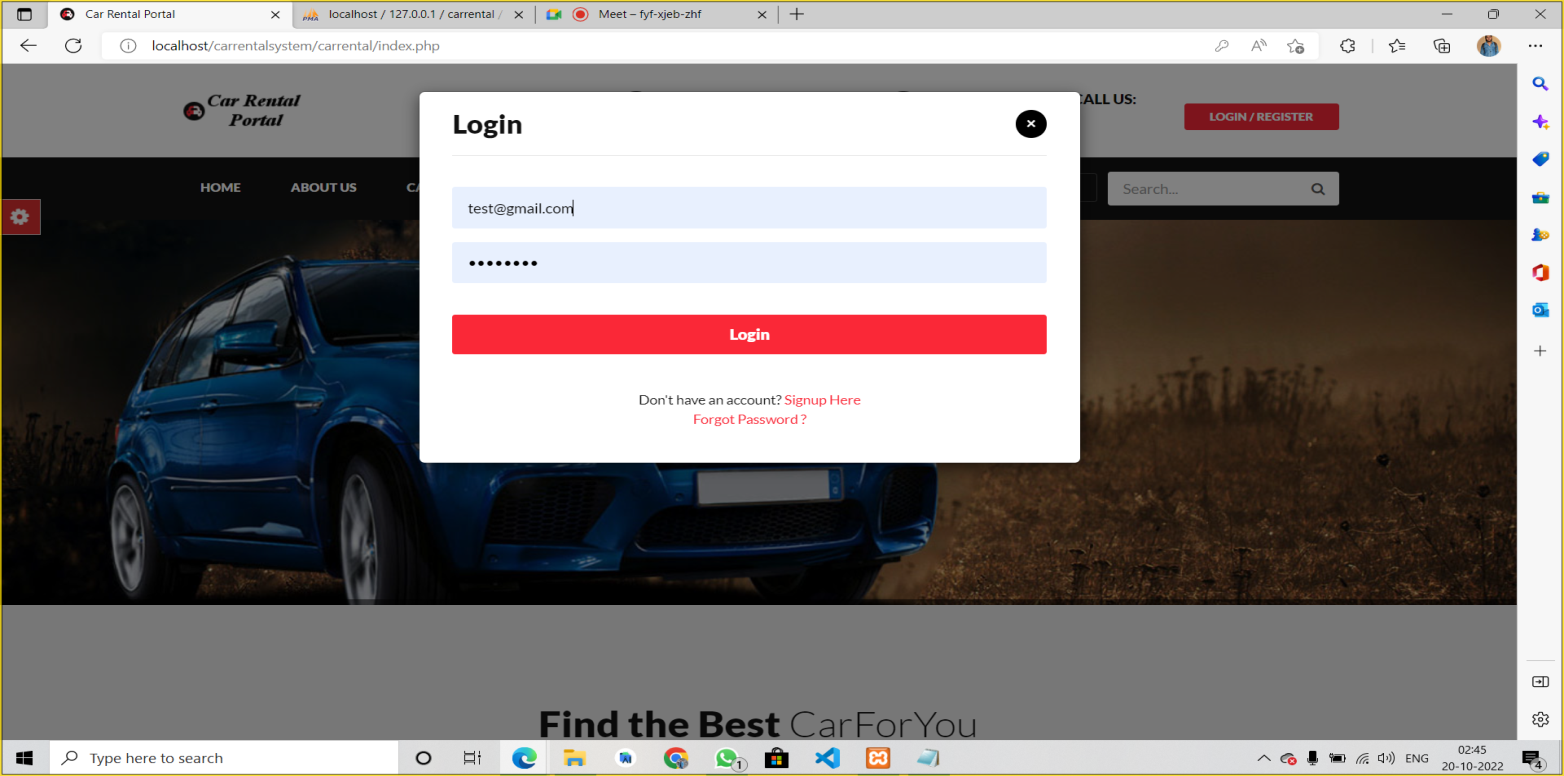 Car Rental Portal
localhost / 127.0.0.1 / carrental /
Meet – fyf-xjeb-zhf
localhost/carrentalsystem/carrental/index.php
Car Rental
Portal
CALL US:
LOGIN / REGISTER
HOME
ABOUT US
Search...
Login
test@gmail.com
••••••••
Login
Don't have an account? Signup Here
Forgot Password ?
Find the Best CarForYou
Type here to search
1
ENG
02:45
20-10-2022
4